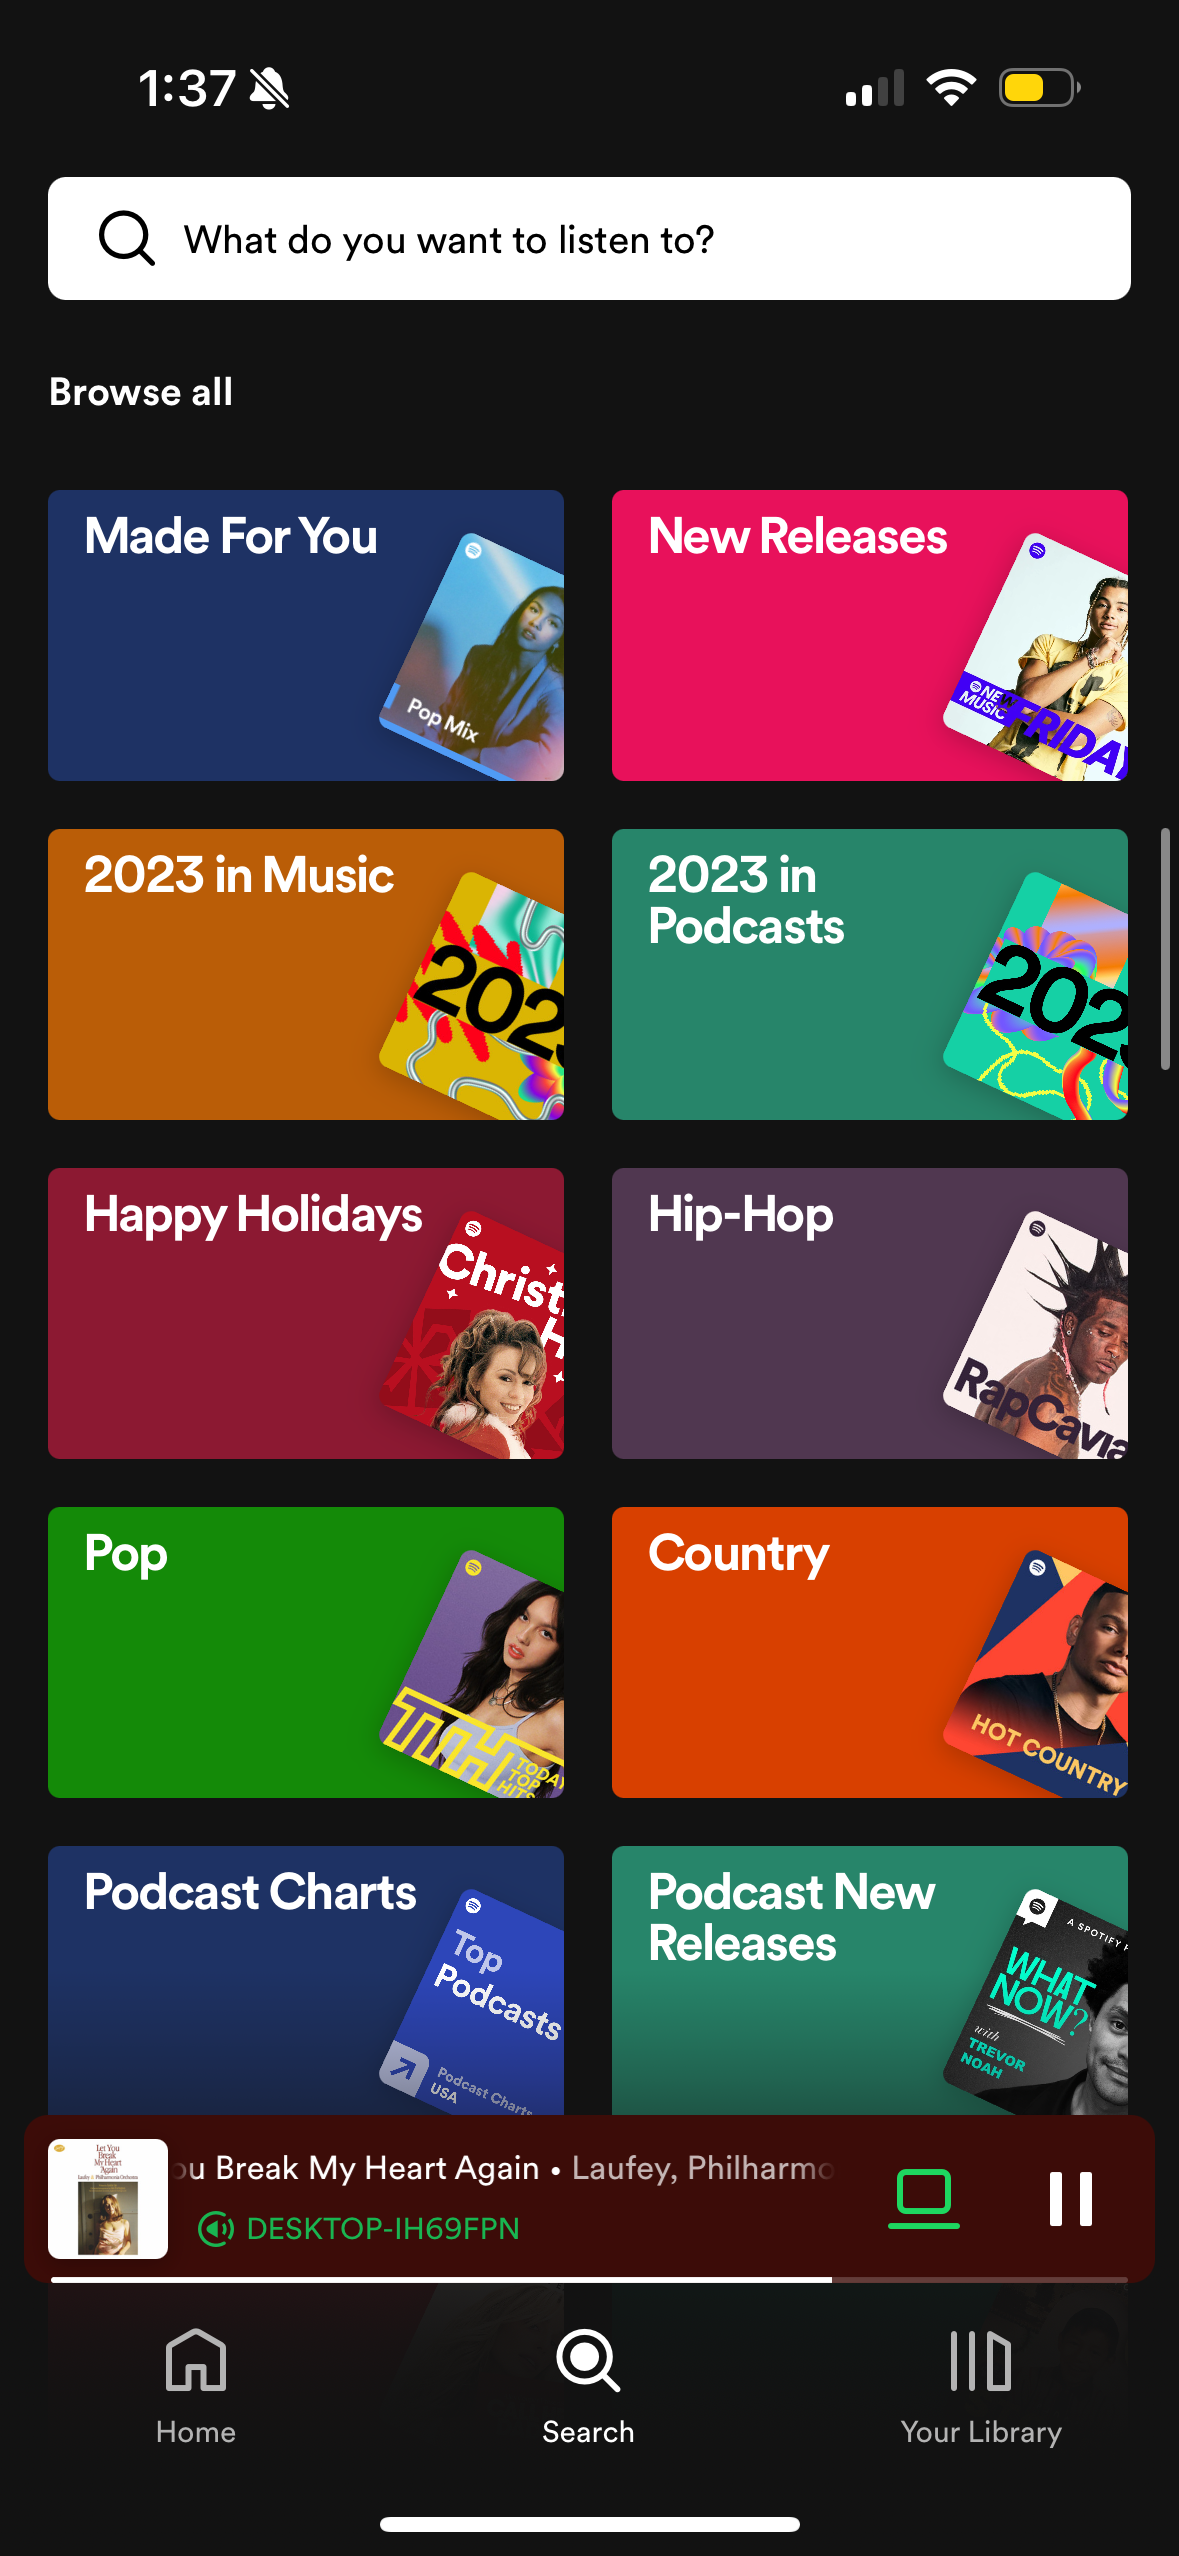 1:37
What do you want to listen to?
Browse all
Made For You
Pop Mix
New Releases
NEW
MUSIC
FRIDAY
2023 in Music
202
2023 in
Podcasts
202
Happy Holidays
Christ
H
Hip-Hop
RapCavia
Pop
TTH
TODAY
TOP
HITS
Country
HOT COUNTRY
Podcast Charts
Top
Podcasts
Podcast Charts
USA
Podcast New
Releases
A SPOTIFY
WHAT
NOW?
with
TREVOR
NOAH
Let You
Break
My Heart
Again
ou Break My Heart Again • Laufey, Philharmo
DESKTOP-IH69FPN
Home
Search
Your Library